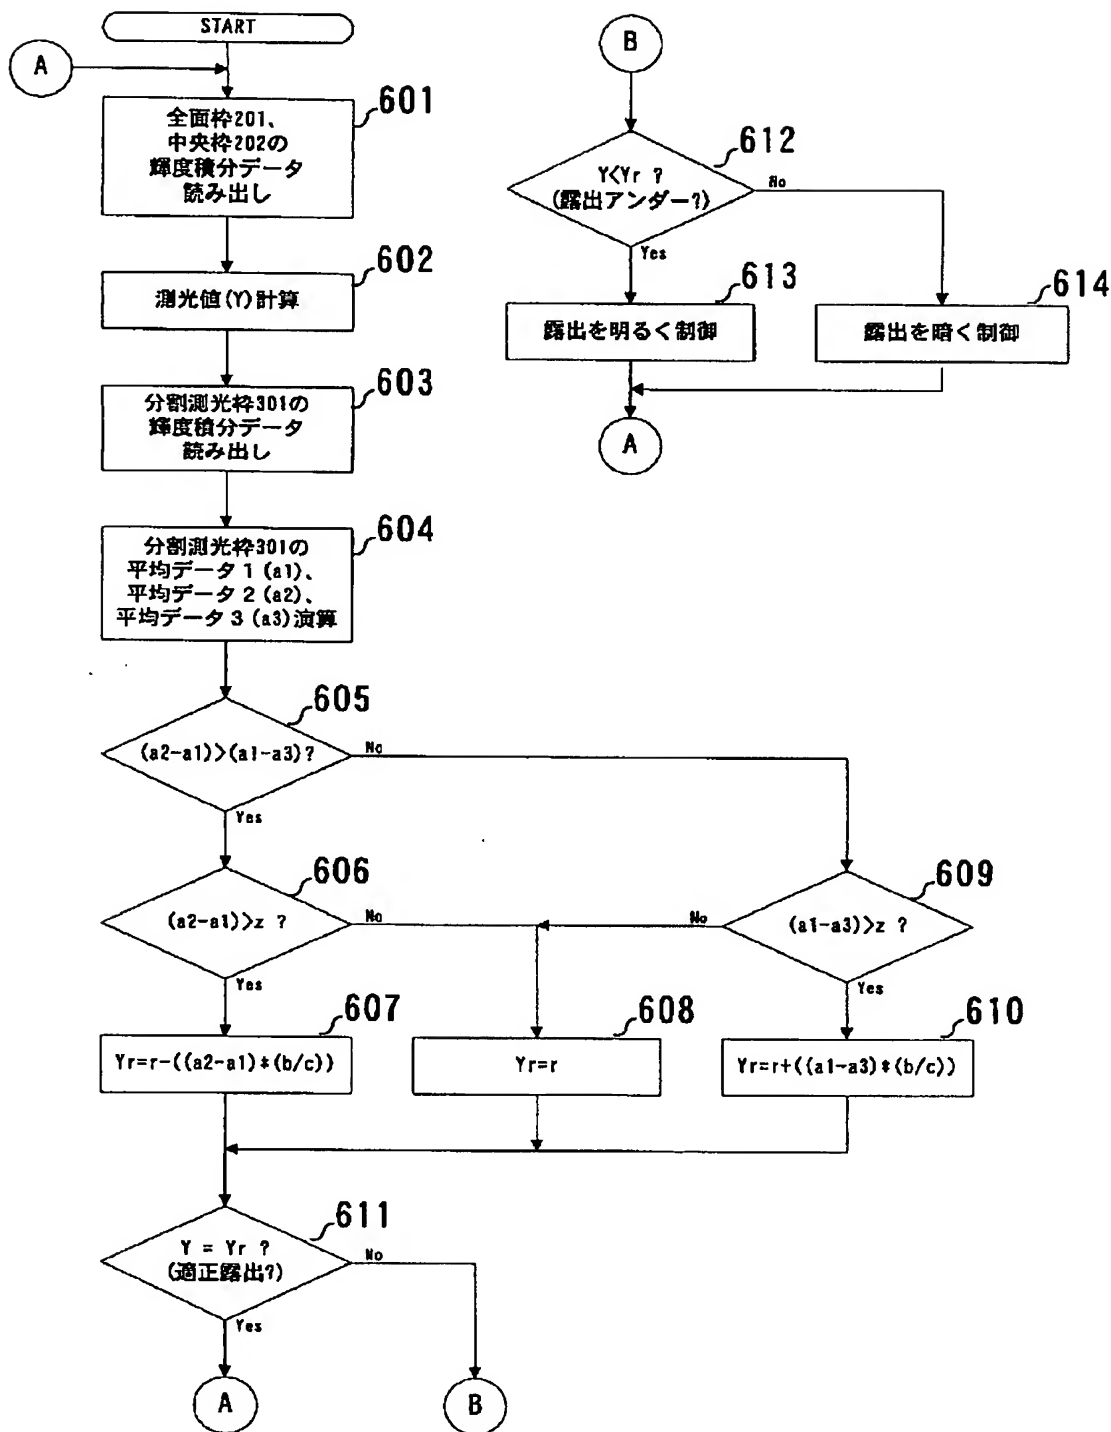 START
A
601
全面枠201、
中央枠202の
輝度積分データ
読み出し
602
測光値(Y)計算
603
分割測光枠301の
輝度積分データ
読み出し
604
分割測光枠301の
平均データ1(a1)、
平均データ2(a2)、
平均データ3(a3)演算
605
(a2-a1)>(a1-a3)?
No
Yes
606
(a2-a1)>z ?
No
Yes
609
(a1-a3)>z ?
No
Yes
607
Yr=r-((a2-a1)*(b/c))
608
Yr=r
610
Yr=r+((a1-a3)*(b/c))
611
Y = Yr ?
(適正露出?)
No
Yes
A
B
B
612
Y<Yr ?
(露出アンダー?)
No
Yes
613
露出を明るく制御
614
露出を暗く制御
A